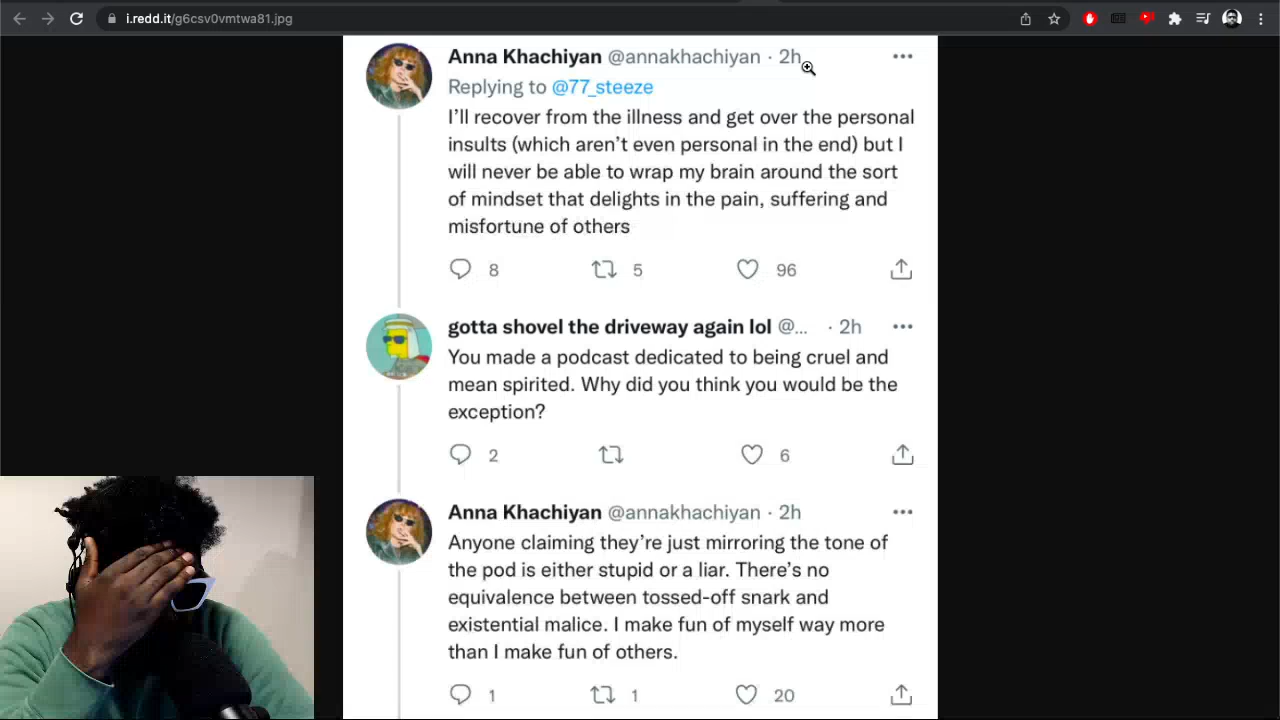 i.redd.it/g6csv0vmtwa81.jpg
Anna Khachiyan @annakhachiyan · 2h
Replying to @77_steeze
I’ll recover from the illness and get over the personal
insults (which aren’t even personal in the end) but I
will never be able to wrap my brain around the sort
of mindset that delights in the pain, suffering and
misfortune of others
8 5 96
gotta shovel the driveway again lol @... · 2h
You made a podcast dedicated to being cruel and
mean spirited. Why did you think you would be the
exception?
2 6
Anna Khachiyan @annakhachiyan · 2h
Anyone claiming they’re just mirroring the tone of
the pod is either stupid or a liar. There’s no
equivalence between tossed-off snark and
existential malice. I make fun of myself way more
than I make fun of others.
1 1 20